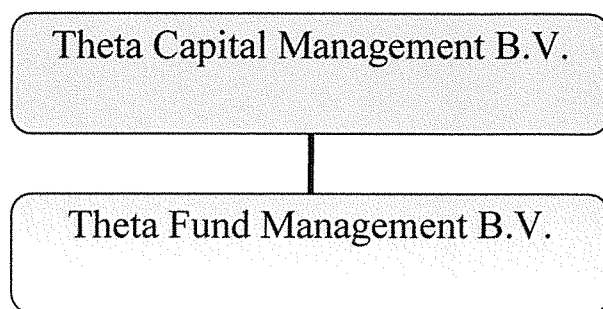 Theta Capital Management B.V.
Theta Fund Management B.V.